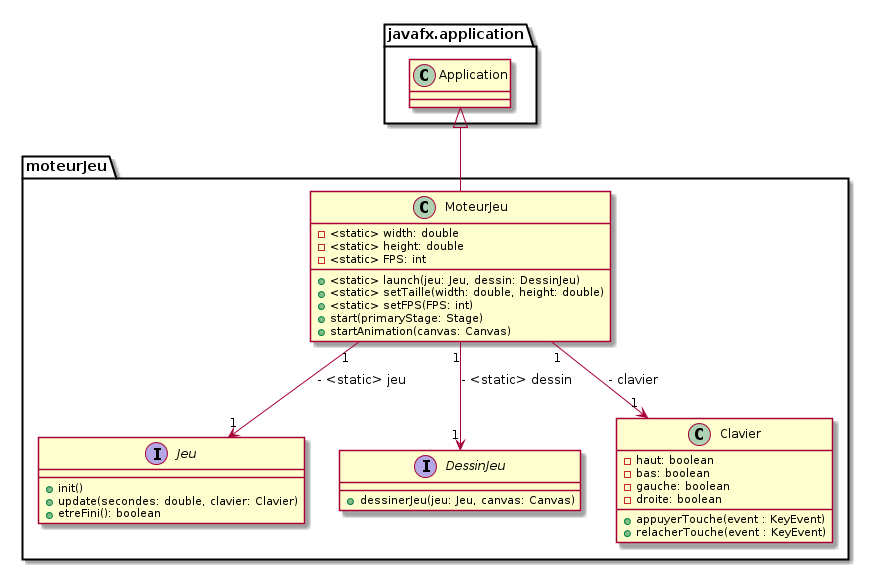 javafx.application
C Application
moteurJeu
C MoteurJeu
<static> width: double
<static> height: double
<static> FPS: int
<static> launch(jeu: Jeu, dessin: DessinJeu)
<static> setTaille(width: double, height: double)
<static> setFPS(FPS: int)
start(primaryStage: Stage)
startAnimation(canvas: Canvas)
1
1
1
- <static> jeu
- <static> dessin
- clavier
1
1
1
I Jeu
init()
update(secondes: double, clavier: Clavier)
etreFini(): boolean
I DessinJeu
dessinerJeu(jeu: Jeu, canvas: Canvas)
C Clavier
haut: boolean
bas: boolean
gauche: boolean
droite: boolean
appuyerTouche(event : KeyEvent)
relacherTouche(event : KeyEvent)